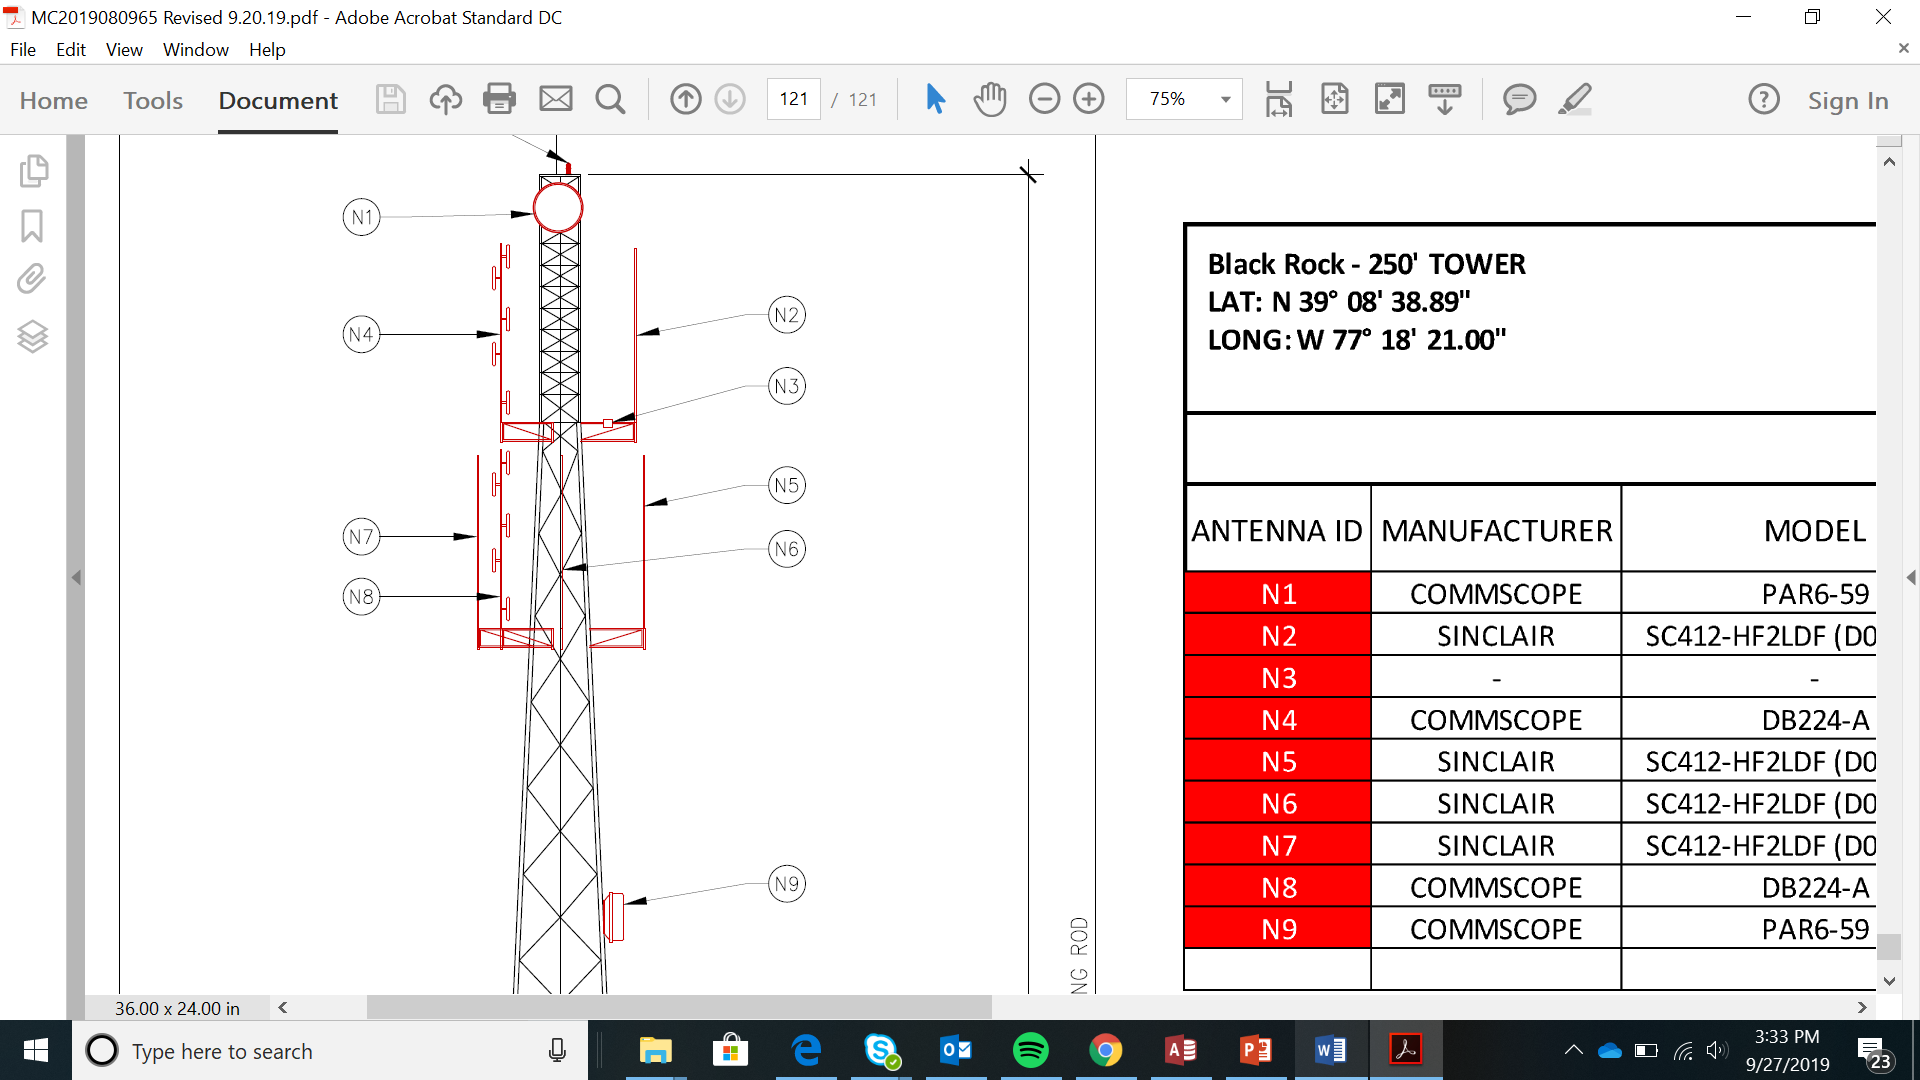 MC2019080965 Revised 9.20.19.pdf - Adobe Acrobat Standard DC
File Edit View Window Help
Home Tools Document 121 / 121 75% Sign In
N1
N4
N2
N3
N7
N5
N6
N8
N9
NG ROD
Black Rock - 250' TOWER
LAT: N 39° 08' 38.89"
LONG: W 77° 18' 21.00"
ANTENNA ID MANUFACTURER MODEL
N1 COMMSCOPE PAR6-59
N2 SINCLAIR SC412-HF2LDF (D0
N3 - -
N4 COMMSCOPE DB224-A
N5 SINCLAIR SC412-HF2LDF (D0
N6 SINCLAIR SC412-HF2LDF (D0
N7 SINCLAIR SC412-HF2LDF (D0
N8 COMMSCOPE DB224-A
N9 COMMSCOPE PAR6-59
36.00 x 24.00 in
Type here to search
3:33 PM
9/27/2019
23